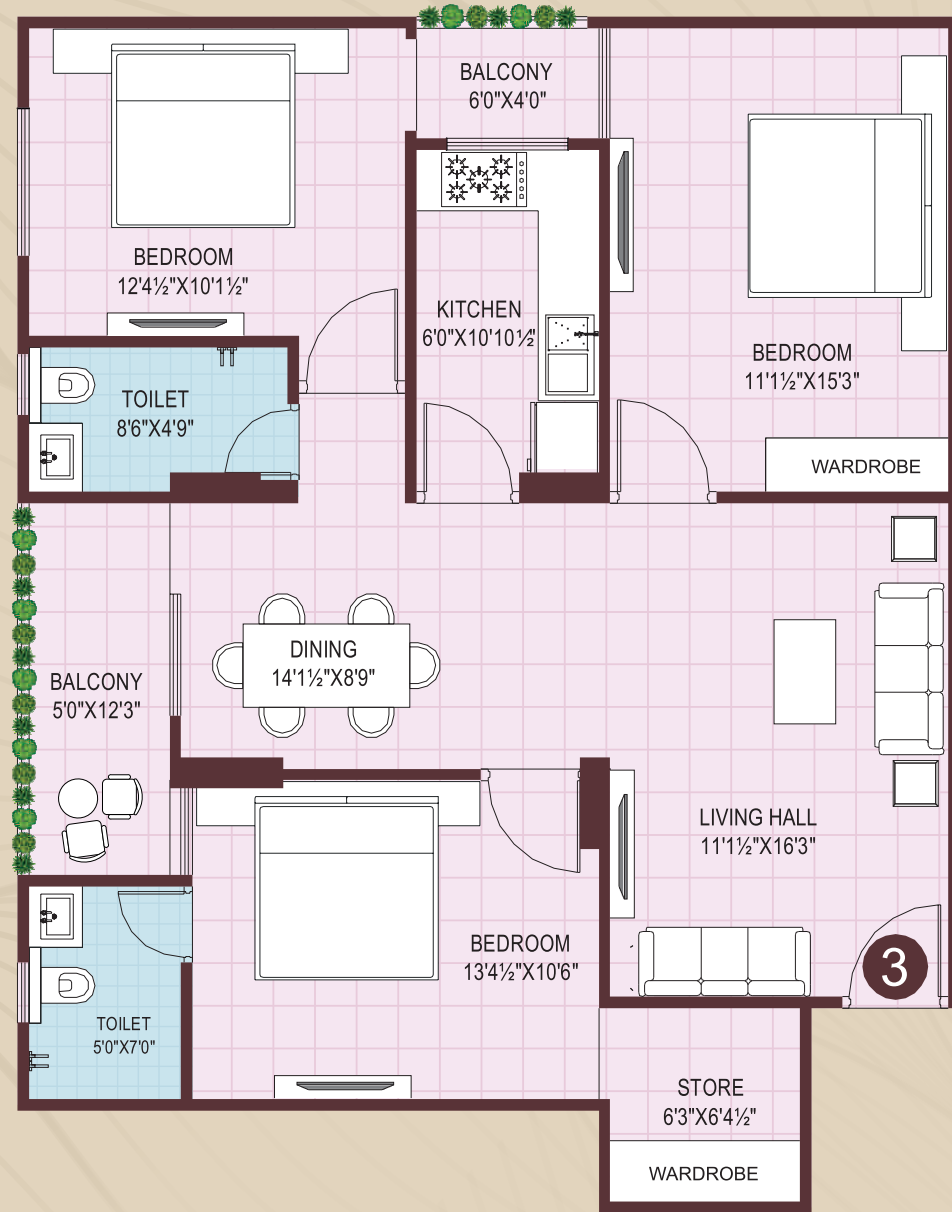 BALCONY
6'0"X4'0"
BEDROOM
12'4½"X10'1½"
KITCHEN
6'0"X10'10½"
BEDROOM
11'1½"X15'3"
TOILET
8'6"X4'9"
WARDROBE
DINING
14'1½"X8'9"
BALCONY
5'0"X12'3"
LIVING HALL
11'1½"X16'3"
BEDROOM
13'4½"X10'6"
3
TOILET
5'0"X7'0"
STORE
6'3"X6'4½"
WARDROBE